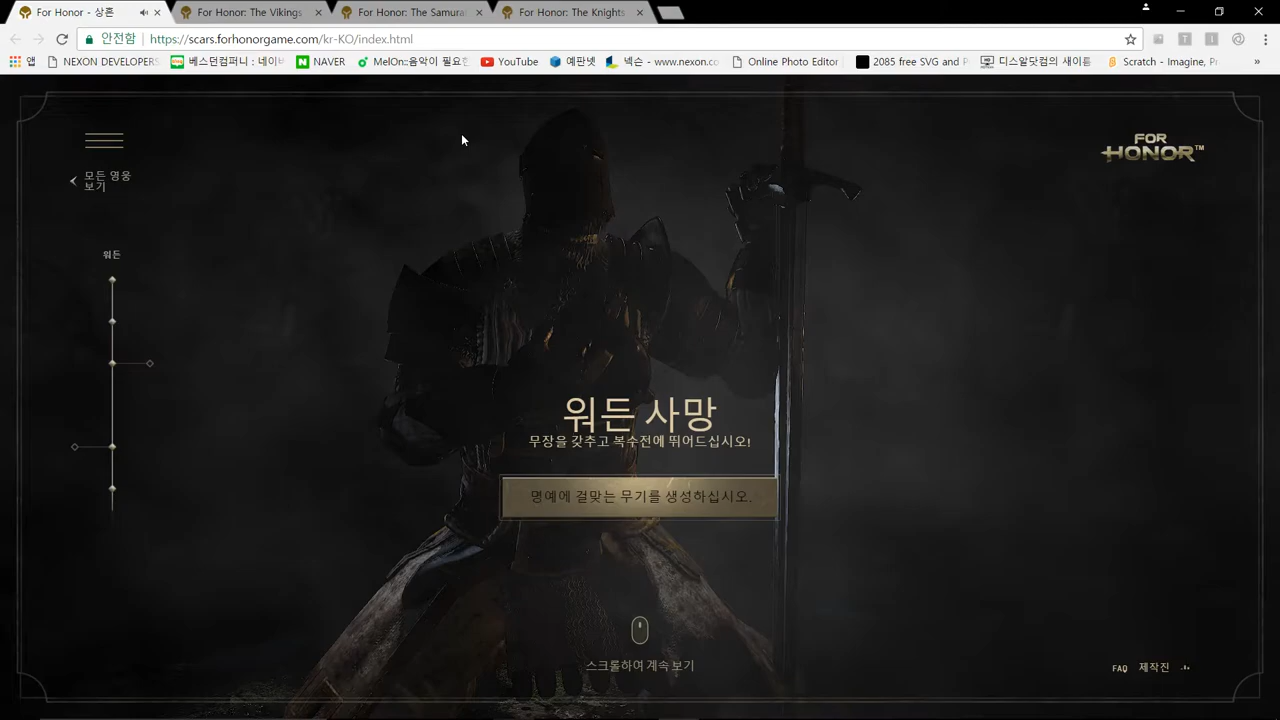 For Honor - 상흔
For Honor: The Vikings
For Honor: The Samurai
For Honor: The Knights
안전함
https://scars.forhonorgame.com/kr-KO/index.html
앱
NEXON DEVELOPERS
베스던컴퍼니 : 네이버
NAVER
MelOn::음악이 필요한
YouTube
예판넷
넥슨 - www.nexon.co
Online Photo Editor
2085 free SVG and P
디스알닷컴의 새이툰
Scratch - Imagine, Pr
»
모든 영웅
보기
FOR
HONOR™
워든
워든 사망
무장을 갖추고 복수전에 뛰어드십시오!
명예에 걸맞는 무기를 생성하십시오.
스크롤하여 계속 보기
FAQ
제작진